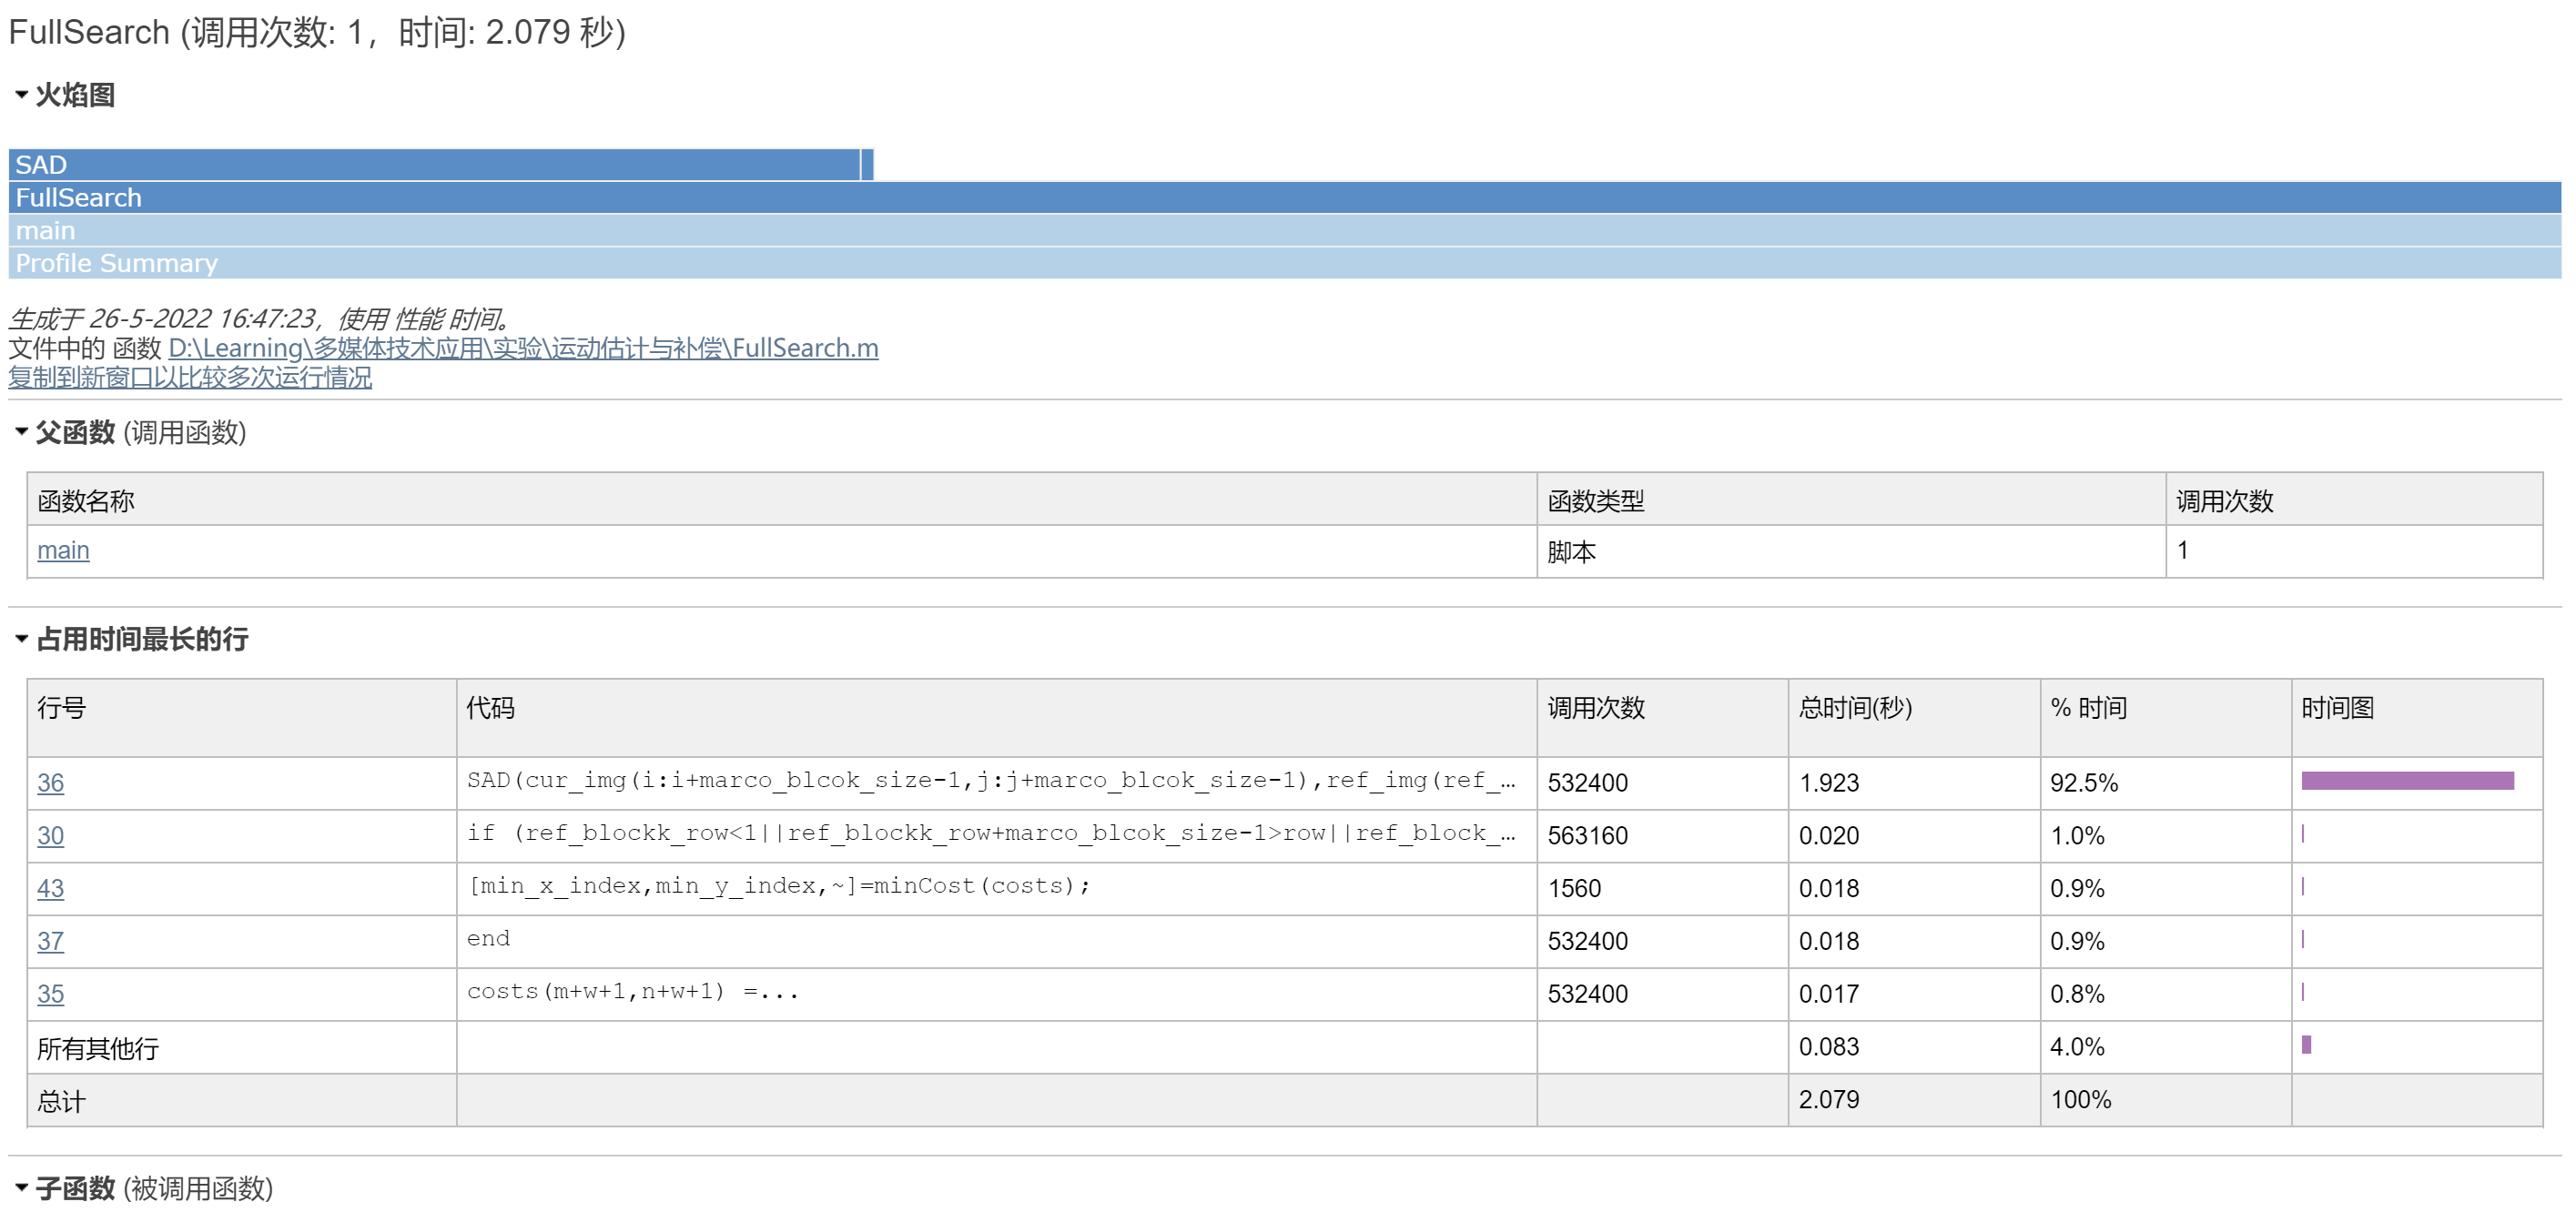 FullSearch (调用次数: 1，时间: 2.079 秒)
火焰图
SAD
FullSearch
main
Profile Summary
生成于 26-5-2022 16:47:23，使用 性能 时间。
文件中的 函数 D:\Learning\多媒体技术应用\实验\运动估计与补偿\FullSearch.m
复制到新窗口以比较多次运行情况
父函数 (调用函数)
函数名称 函数类型 调用次数
main 脚本 1
占用时间最长的行
行号 代码 调用次数 总时间(秒) % 时间 时间图
36 SAD(cur_img(i:i+marco_blcok_size-1,j:j+marco_blcok_size-1),ref_img(ref_… 532400 1.923 92.5%
30 if (ref_blockk_row<1||ref_blockk_row+marco_blcok_size-1>row||ref_block_… 563160 0.020 1.0%
43 [min_x_index,min_y_index,~]=minCost(costs); 1560 0.018 0.9%
37 end 532400 0.018 0.9%
35 costs(m+w+1,n+w+1) =... 532400 0.017 0.8%
所有其他行 0.083 4.0%
总计 2.079 100%
子函数 (被调用函数)